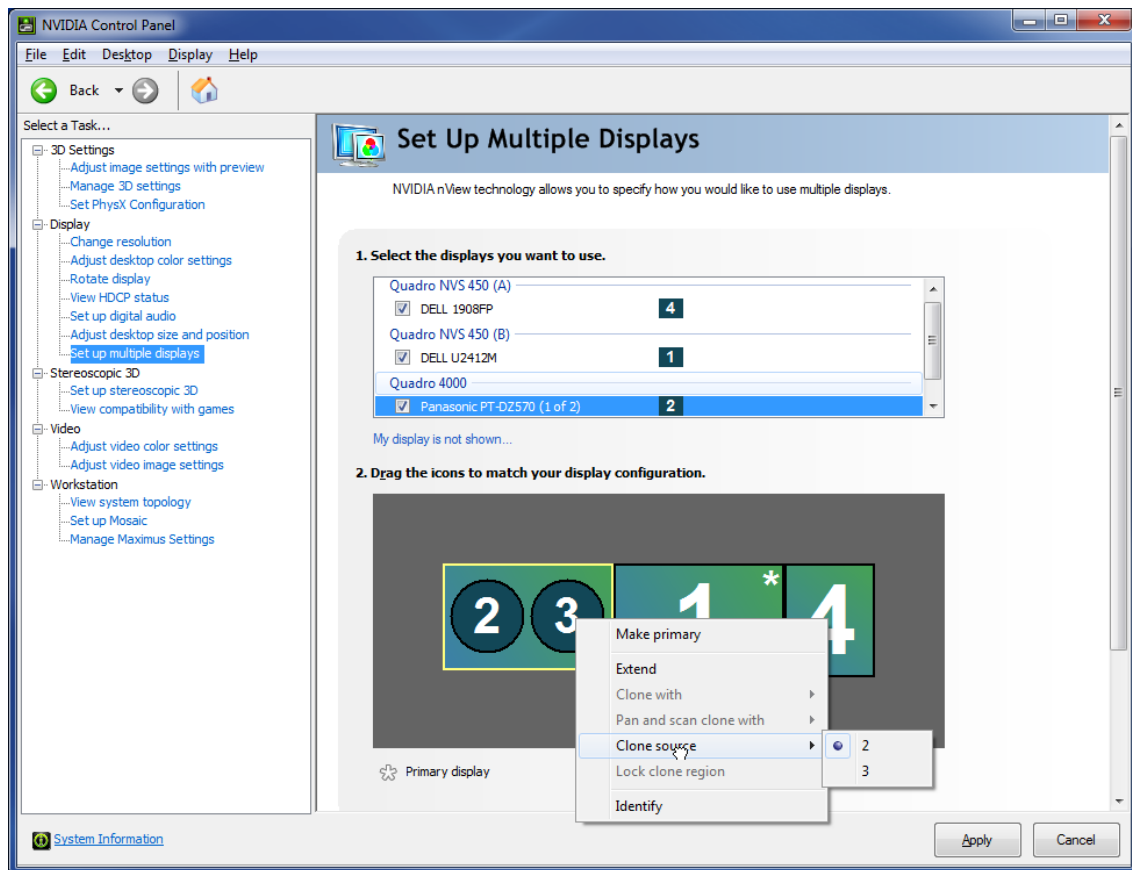 NVIDIA Control Panel
File Edit Desktop Display Help
Back
Select a Task...
3D Settings
Adjust image settings with preview
Manage 3D settings
Set PhysX Configuration
Display
Change resolution
Adjust desktop color settings
Rotate display
View HDCP status
Set up digital audio
Adjust desktop size and position
Set up multiple displays
Stereoscopic 3D
Set up stereoscopic 3D
View compatibility with games
Video
Adjust video color settings
Adjust video image settings
Workstation
View system topology
Set up Mosaic
Manage Maximus Settings
Set Up Multiple Displays
NVIDIA nView technology allows you to specify how you would like to use multiple displays.
1. Select the displays you want to use.
Quadro NVS 450 (A)
DELL 1908FP 4
Quadro NVS 450 (B)
DELL U2412M 1
Quadro 4000
Panasonic PT-DZ570 (1 of 2) 2
My display is not shown...
2. Drag the icons to match your display configuration.
2 3 1 * 4
Make primary
Extend
Clone with
Pan and scan clone with
Clone source
2
3
Lock clone region
Identify
Primary display
System Information
Apply Cancel